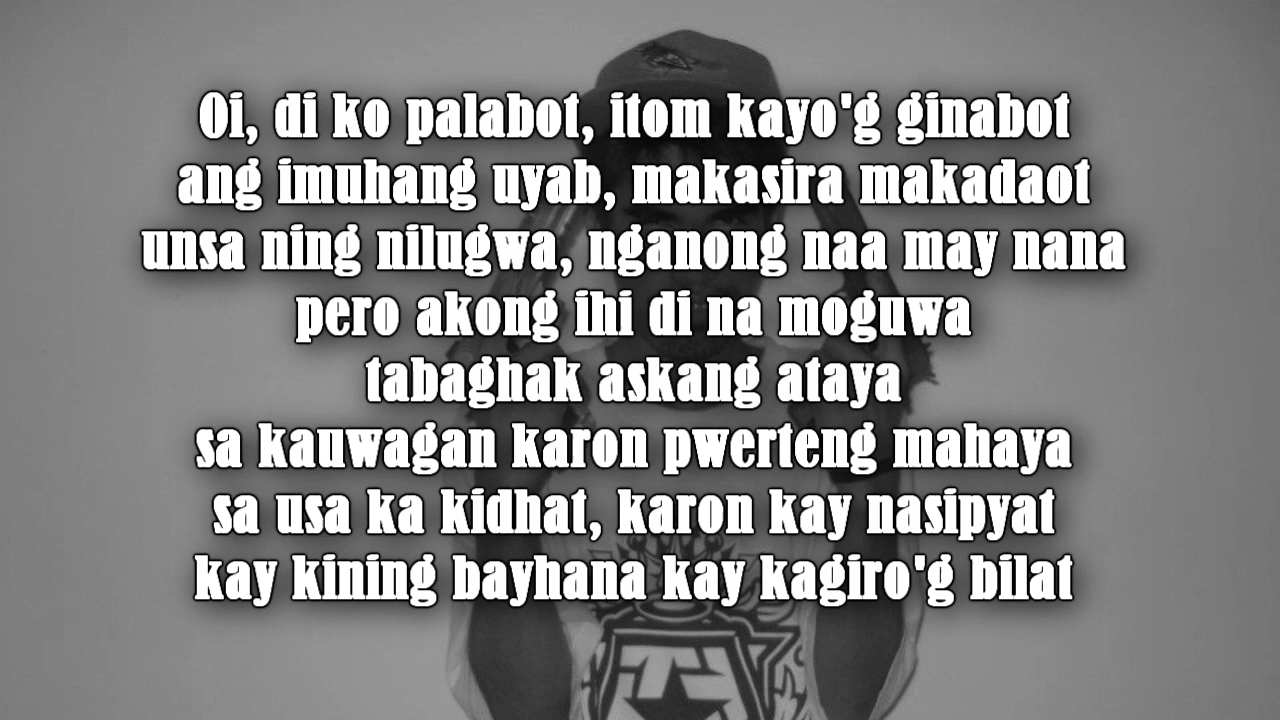 Oi, di ko palabot, itom kayo'g ginabot
ang imuhang uyab, makasira makadaot
unsa ning nilugwa, nganong naa may nana
pero akong ihi di na moguwa
tabaghak askang ataya
sa kauwagan karon pwerteng mahaya
sa usa ka kidhat, karon kay nasipyat
kay kining bayhana kay kagiro'g bilat